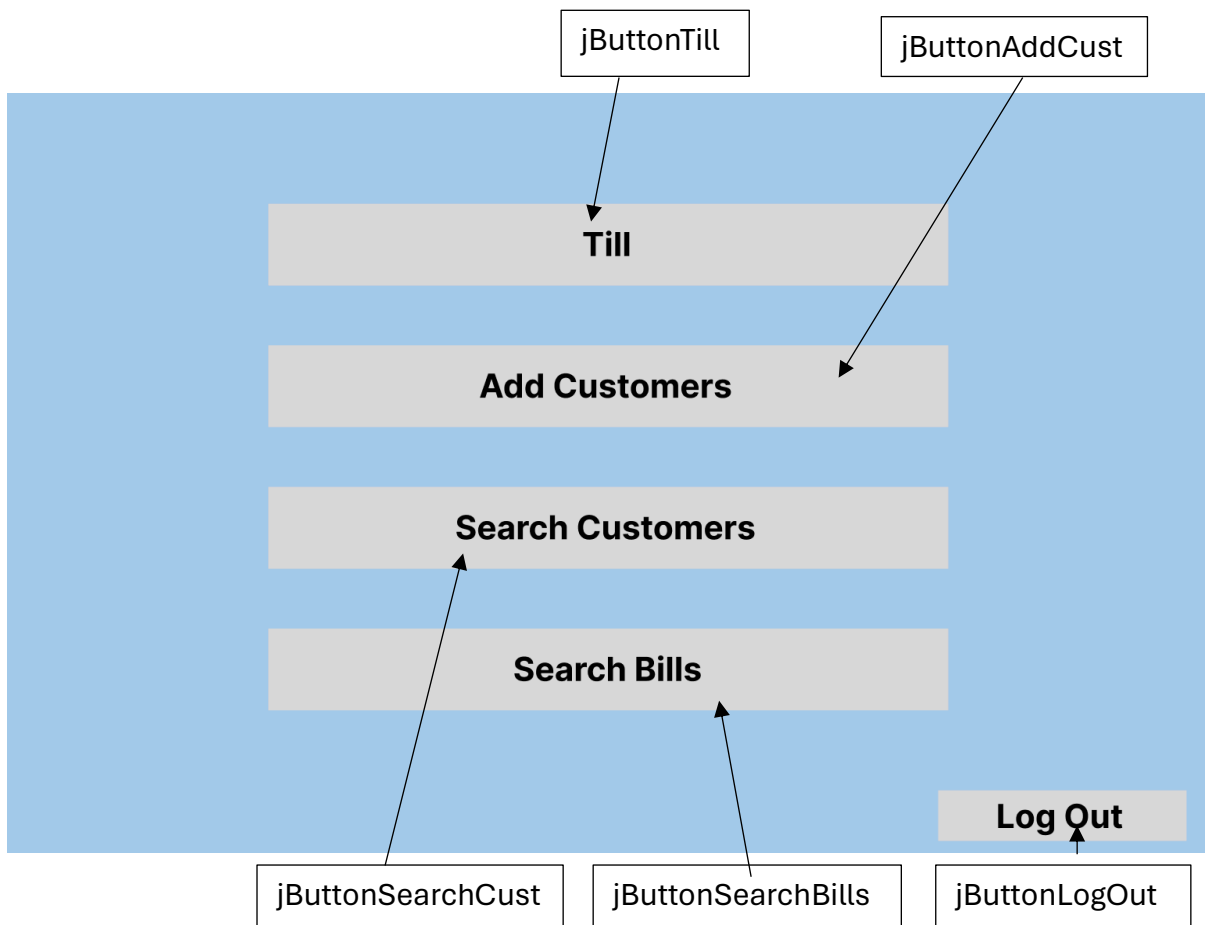 jButtonTill
jButtonAddCust
Till
Add Customers
Search Customers
Search Bills
Log Out
jButtonSearchCust
jButtonSearchBills
jButtonLogOut